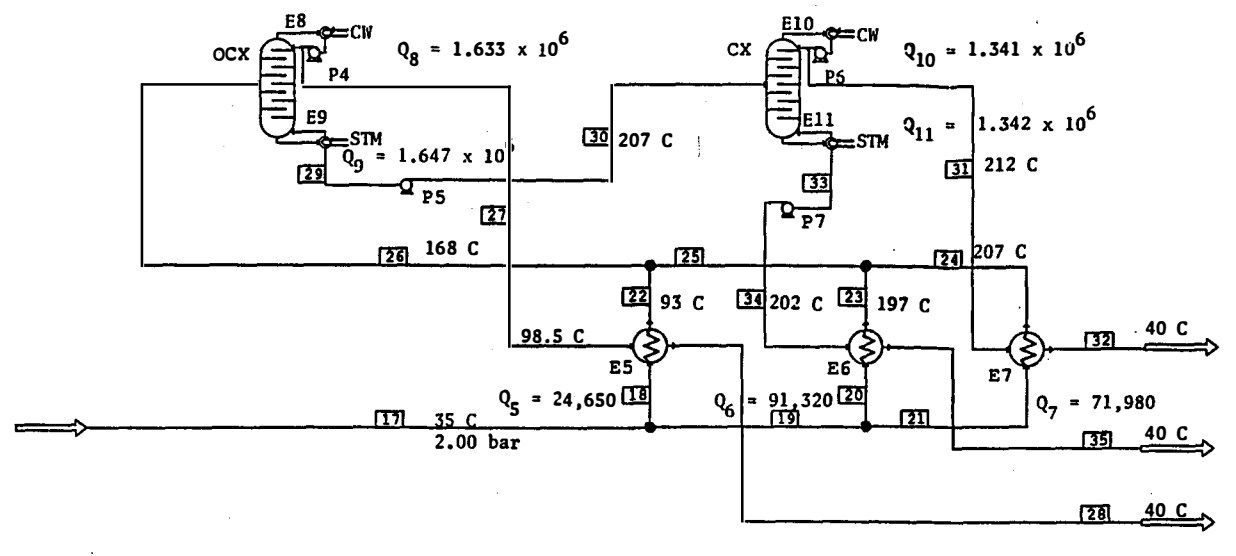 E8
CW
OCX
Q8 = 1.633 x 10^6
P4
E9
STM
Q9 = 1.647 x 10
29
P5
27
E10
CW
CX
Q10 = 1.341 x 10^6
P6
E11
Q11 = 1.342 x 10^6
STM
30
207 C
31
212 C
33
P7
26
168 C
25
24
207 C
22
93 C
34
202 C
23
197 C
98.5 C
E5
E6
E7
32
40 C
Q5 = 24,650
18
Q6 = 91,320
20
Q7 = 71,980
17
35 C
2.00 bar
19
21
35
40 C
28
40 C